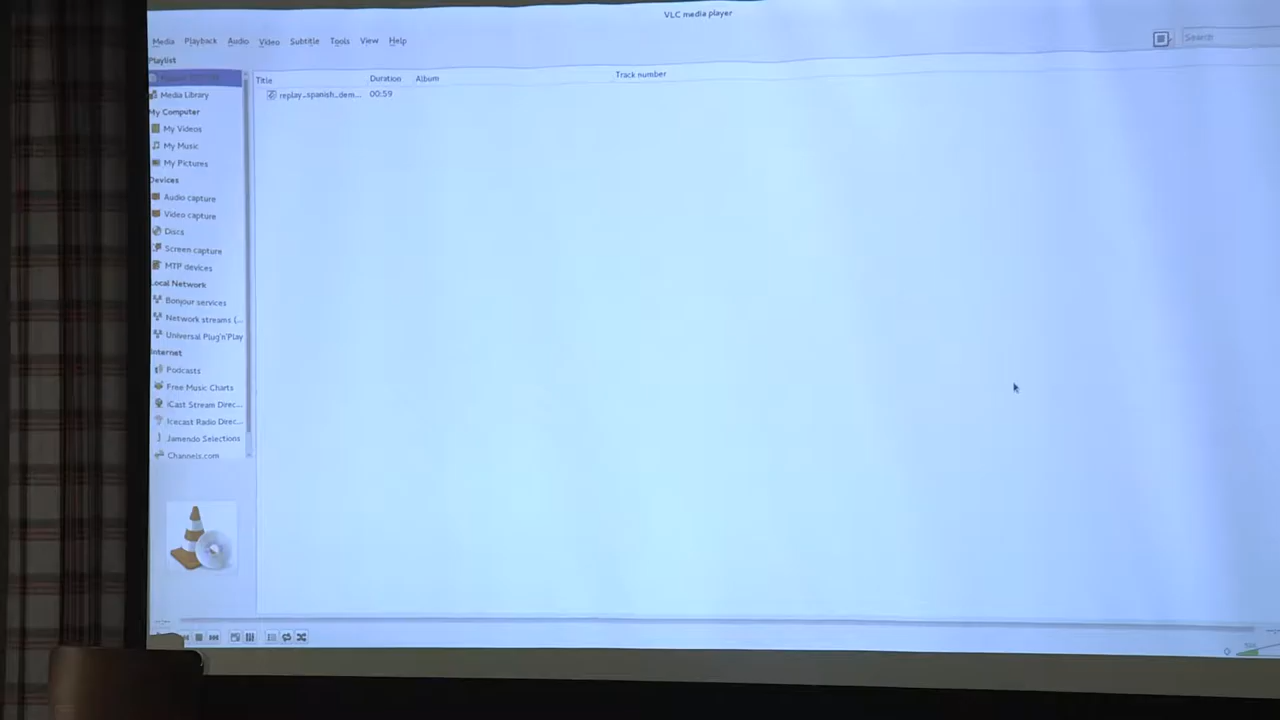 VLC media player
Media Playback Audio Video Subtitle Tools View Help
Search
Playlist
Title Duration Album Track number
replay_spanish_dem... 00:59
Media Library
My Computer
My Videos
My Music
My Pictures
Devices
Audio capture
Video capture
Discs
Screen capture
MTP devices
Local Network
Bonjour services
Network streams (...
Universal Plug'n'Play
Internet
Podcasts
Free Music Charts
iCast Stream Direc...
Icecast Radio Direc...
Jamendo Selections
Channels.com